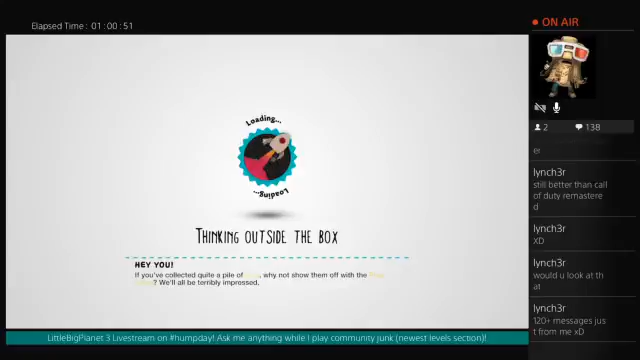 Elapsed Time : 01:00:51
ON AIR
Loading...
Loading...
THINKING OUTSIDE THE BOX
HEY YOU!
If you've collected quite a pile of , why not show them off with the
? We'll all be terribly impressed.
2 138
er
lynch3r
still better than call
of duty remastere
d
lynch3r
XD
lynch3r
would u look at th
at
lynch3r
120+ messages jus
t from me xD
LittleBigPlanet 3 Livestream on #humpday! Ask me anything while I play community junk (newest levels section)!